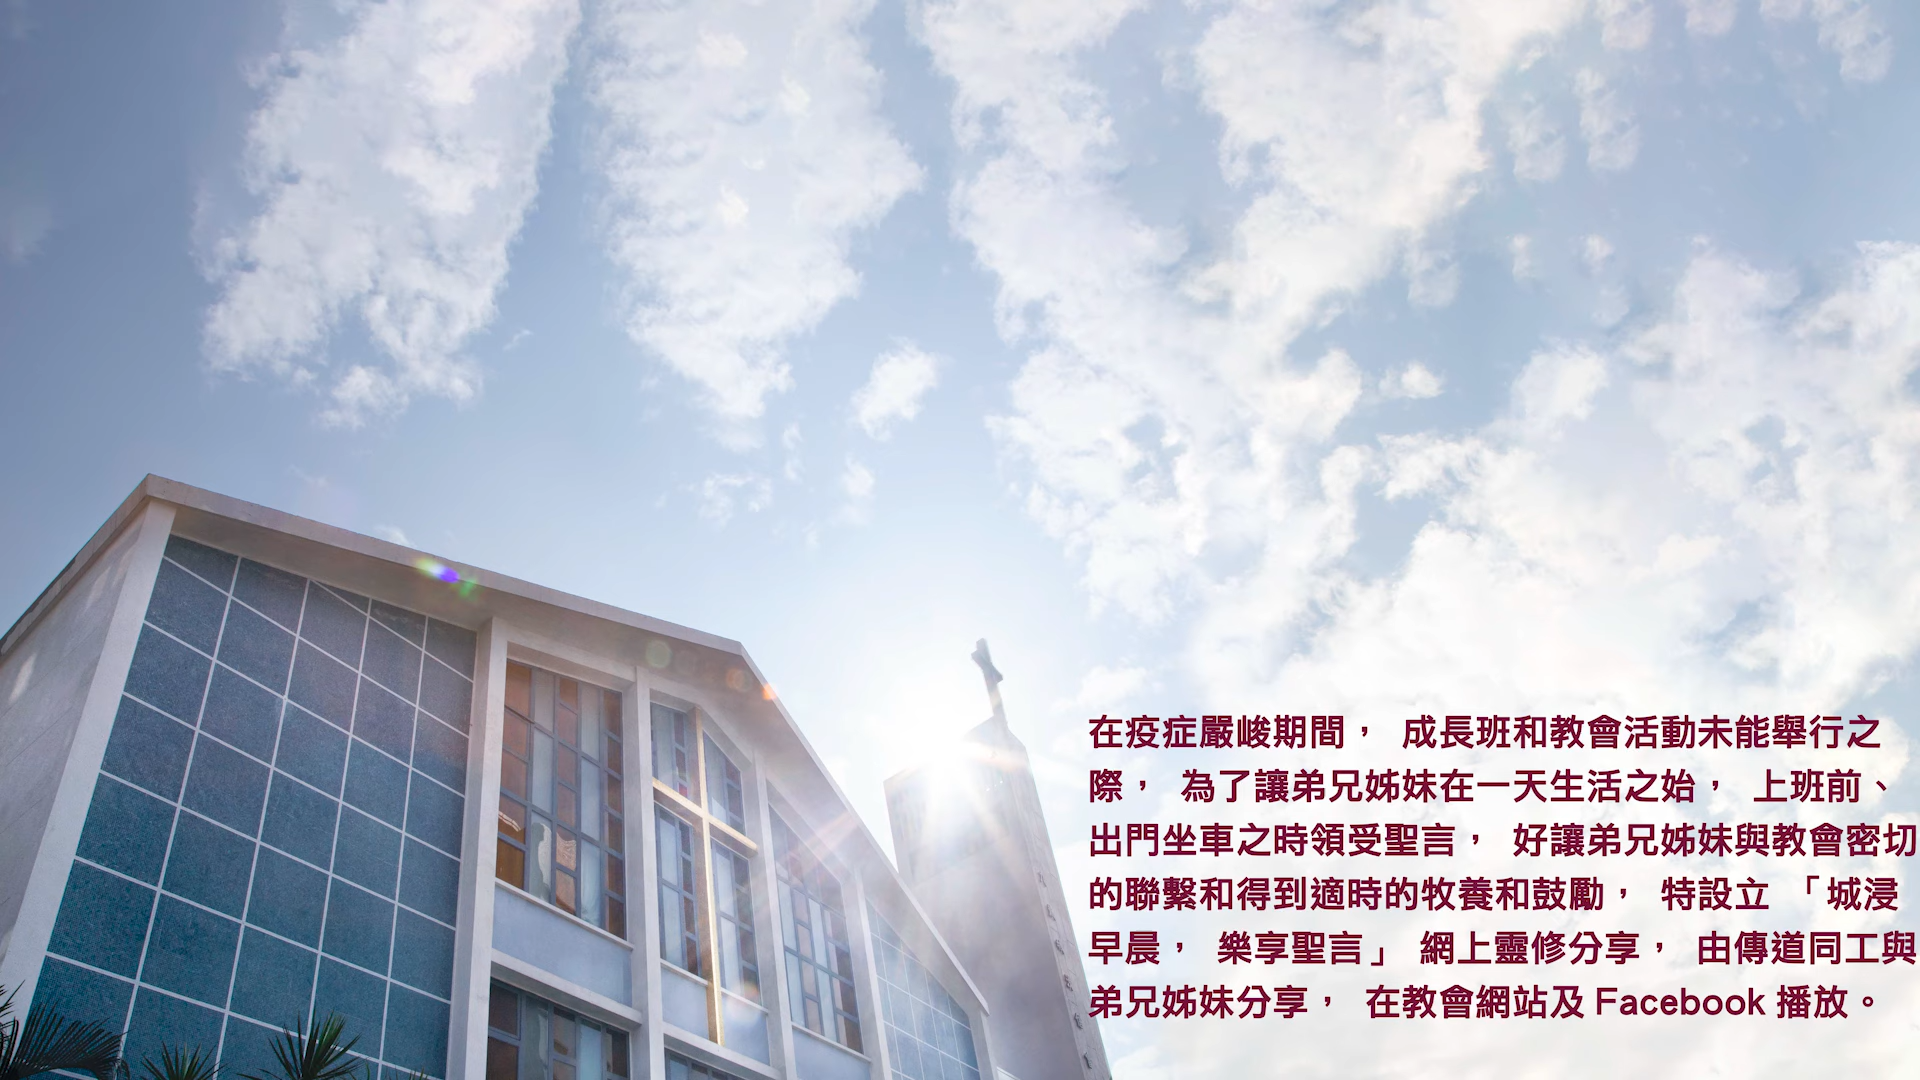 在疫症嚴峻期間， 成長班和教會活動未能舉行之
際， 為了讓弟兄姊妹在一天生活之始， 上班前、
出門坐車之時領受聖言， 好讓弟兄姊妹與教會密切
的聯繫和得到適時的牧養和鼓勵， 特設立 「城浸
早晨， 樂享聖言」 網上靈修分享， 由傳道同工與
弟兄姊妹分享， 在教會網站及 Facebook 播放。